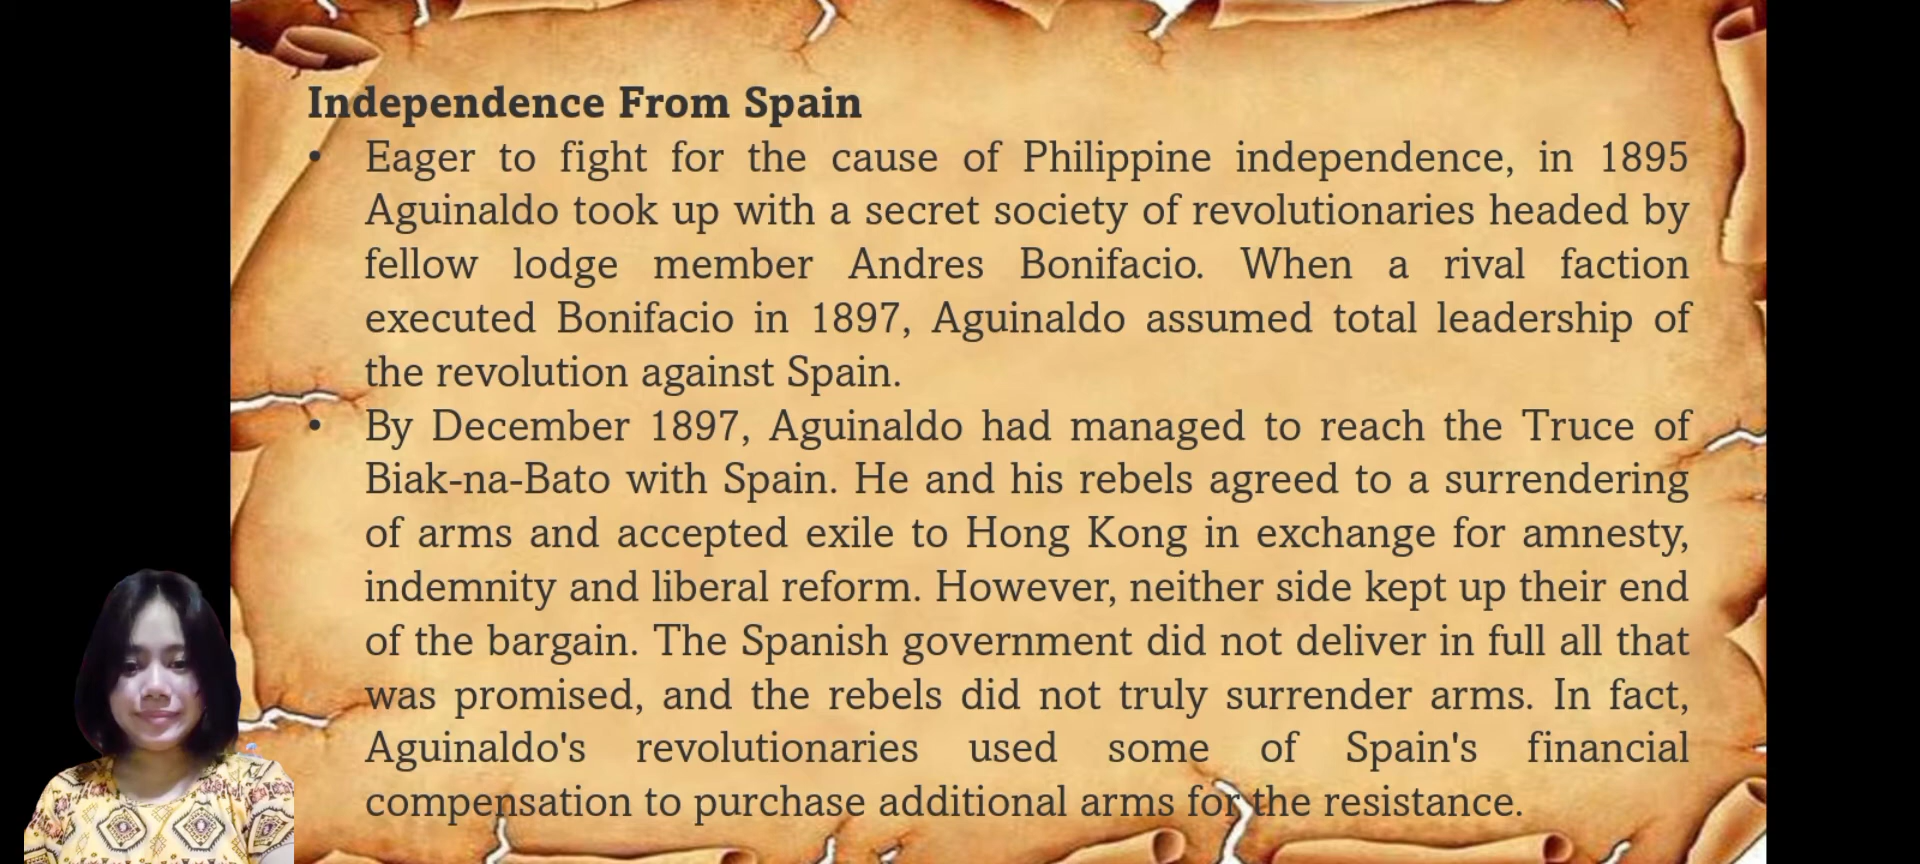 Independence From Spain
• Eager to fight for the cause of Philippine independence, in 1895
Aguinaldo took up with a secret society of revolutionaries headed by
fellow lodge member Andres Bonifacio. When a rival faction
executed Bonifacio in 1897, Aguinaldo assumed total leadership of
the revolution against Spain.
• By December 1897, Aguinaldo had managed to reach the Truce of
Biak-na-Bato with Spain. He and his rebels agreed to a surrendering
of arms and accepted exile to Hong Kong in exchange for amnesty,
indemnity and liberal reform. However, neither side kept up their end
of the bargain. The Spanish government did not deliver in full all that
was promised, and the rebels did not truly surrender arms. In fact,
Aguinaldo's revolutionaries used some of Spain's financial
compensation to purchase additional arms for the resistance.